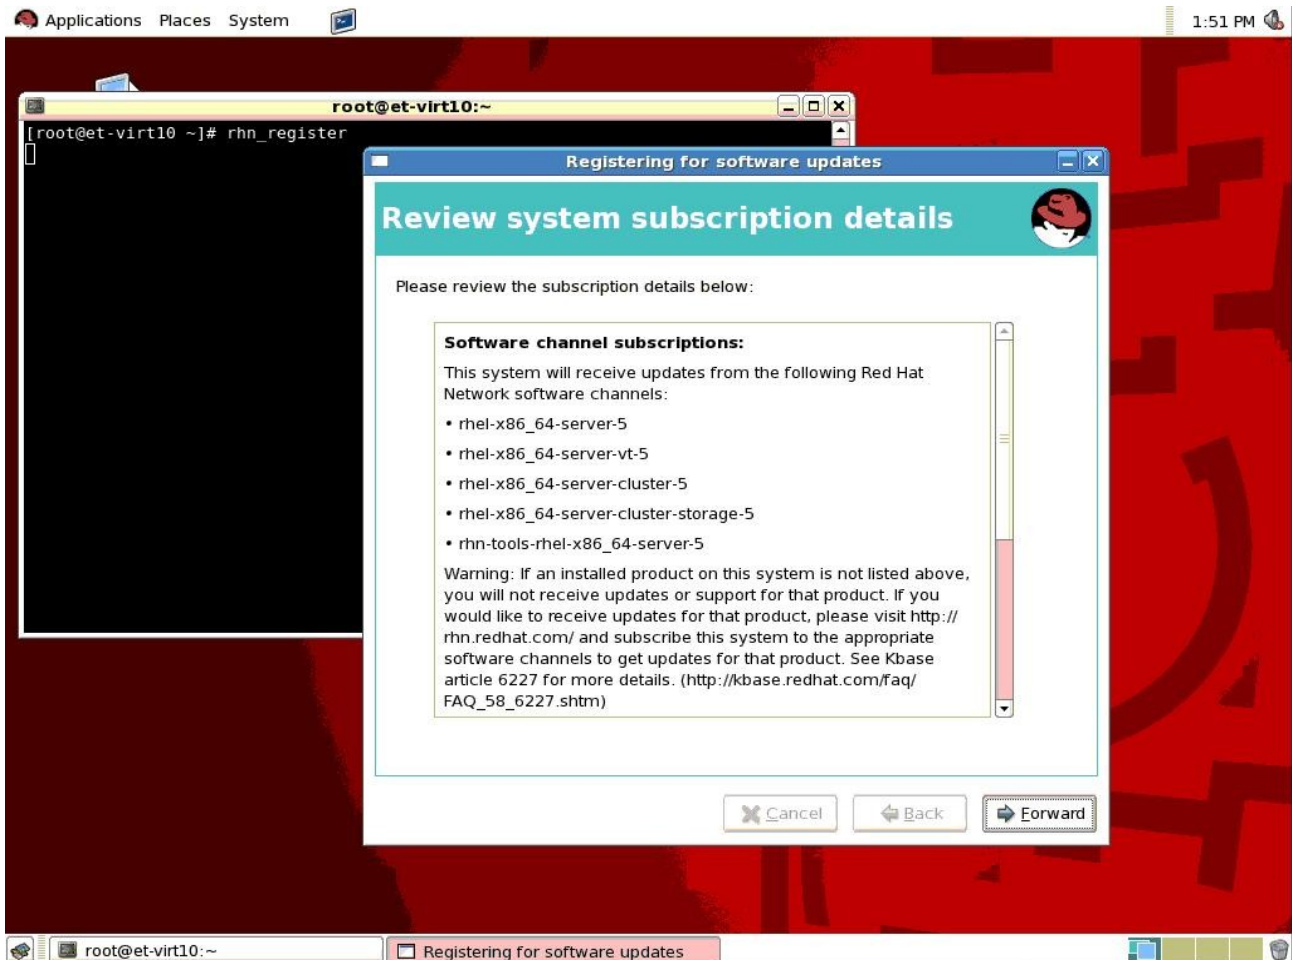 Applications Places System
1:51 PM
root@et-virt10:~
[root@et-virt10 ~]# rhn_register
Registering for software updates
Review system subscription details
Please review the subscription details below:
Software channel subscriptions:
This system will receive updates from the following Red Hat
Network software channels:
• rhel-x86_64-server-5
• rhel-x86_64-server-vt-5
• rhel-x86_64-server-cluster-5
• rhel-x86_64-server-cluster-storage-5
• rhn-tools-rhel-x86_64-server-5
Warning: If an installed product on this system is not listed above,
you will not receive updates or support for that product. If you
would like to receive updates for that product, please visit http://
rhn.redhat.com/ and subscribe this system to the appropriate
software channels to get updates for that product. See Kbase
article 6227 for more details. (http://kbase.redhat.com/faq/
FAQ_58_6227.shtm)
Cancel Back Forward
root@et-virt10:~ Registering for software updates